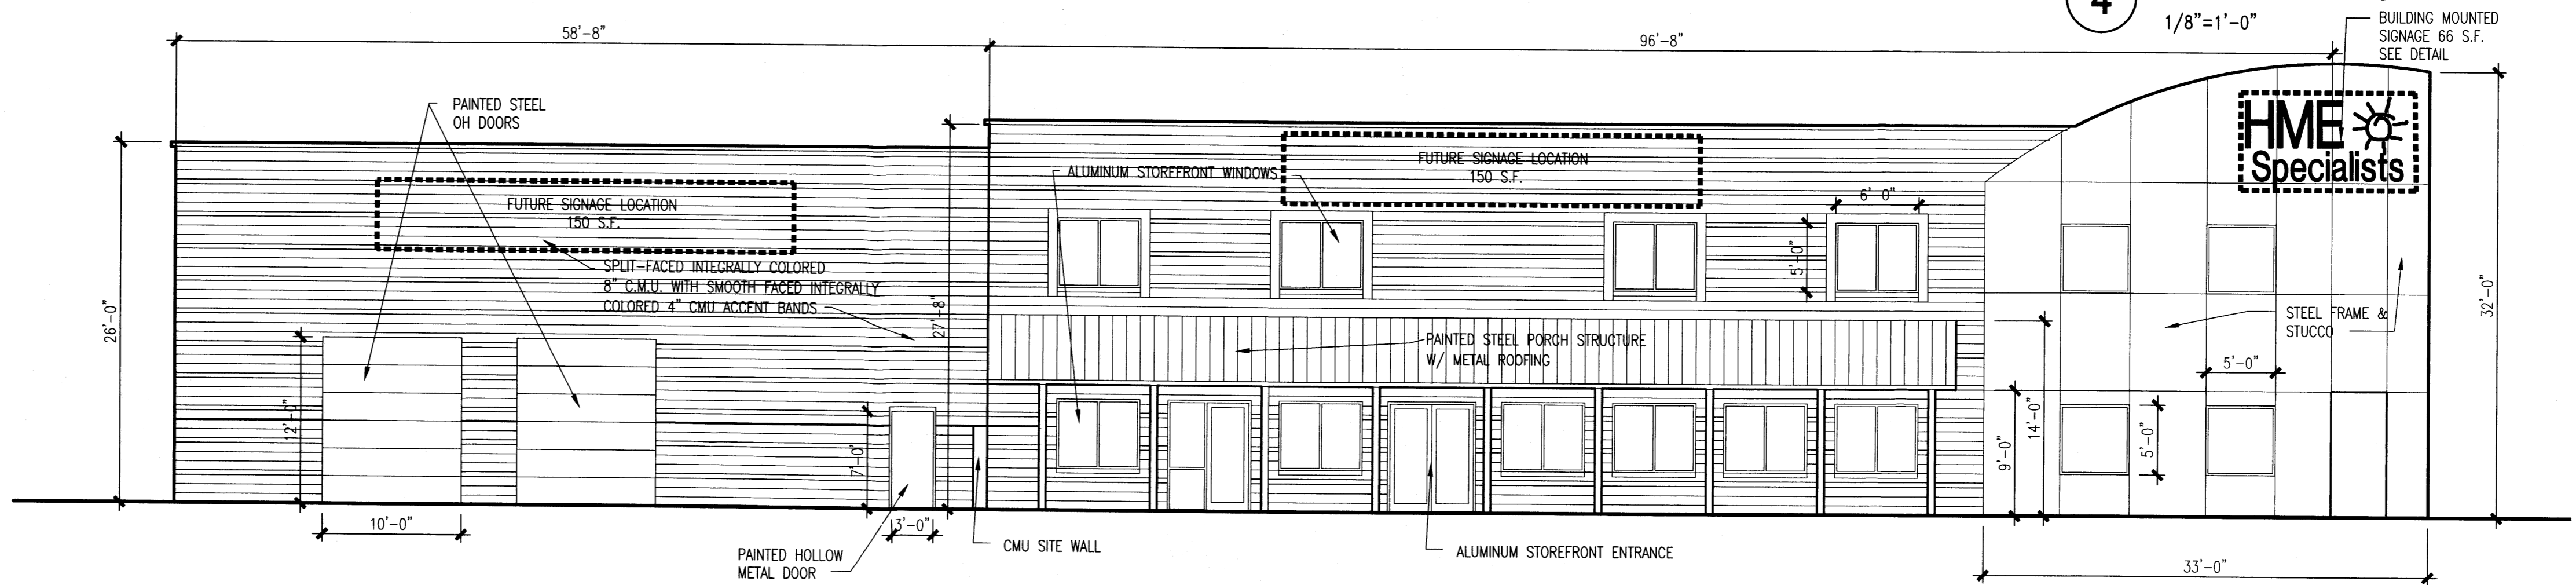 4
1/8"=1'-0"
BUILDING MOUNTED
SIGNAGE 66 S.F.
SEE DETAIL
58'-8"
96'-8"
PAINTED STEEL
OH DOORS
HME
Specialists
FUTURE SIGNAGE LOCATION
150 S.F.
ALUMINUM STOREFRONT WINDOWS
FUTURE SIGNAGE LOCATION
150 S.F.
6'-0"
5'-0"
SPLIT-FACED INTEGRALLY COLORED
8" C.M.U. WITH SMOOTH FACED INTEGRALLY
COLORED 4" CMU ACCENT BANDS
26'-0"
27'-8"
32'-0"
STEEL FRAME &
STUCCO
PAINTED STEEL PORCH STRUCTURE
W/ METAL ROOFING
5'-0"
12'-0"
7'-0"
9'-0"
14'-0"
5'-0"
10'-0"
3'-0"
CMU SITE WALL
ALUMINUM STOREFRONT ENTRANCE
PAINTED HOLLOW
METAL DOOR
33'-0"